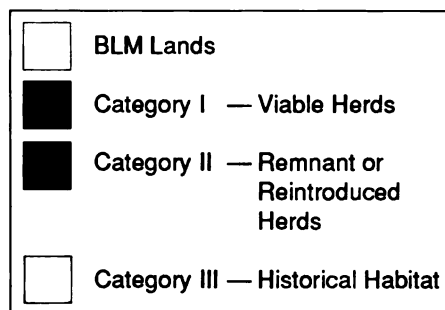 BLM Lands
Category I — Viable Herds
Category II — Remnant or
Reintroduced
Herds
Category III — Historical Habitat